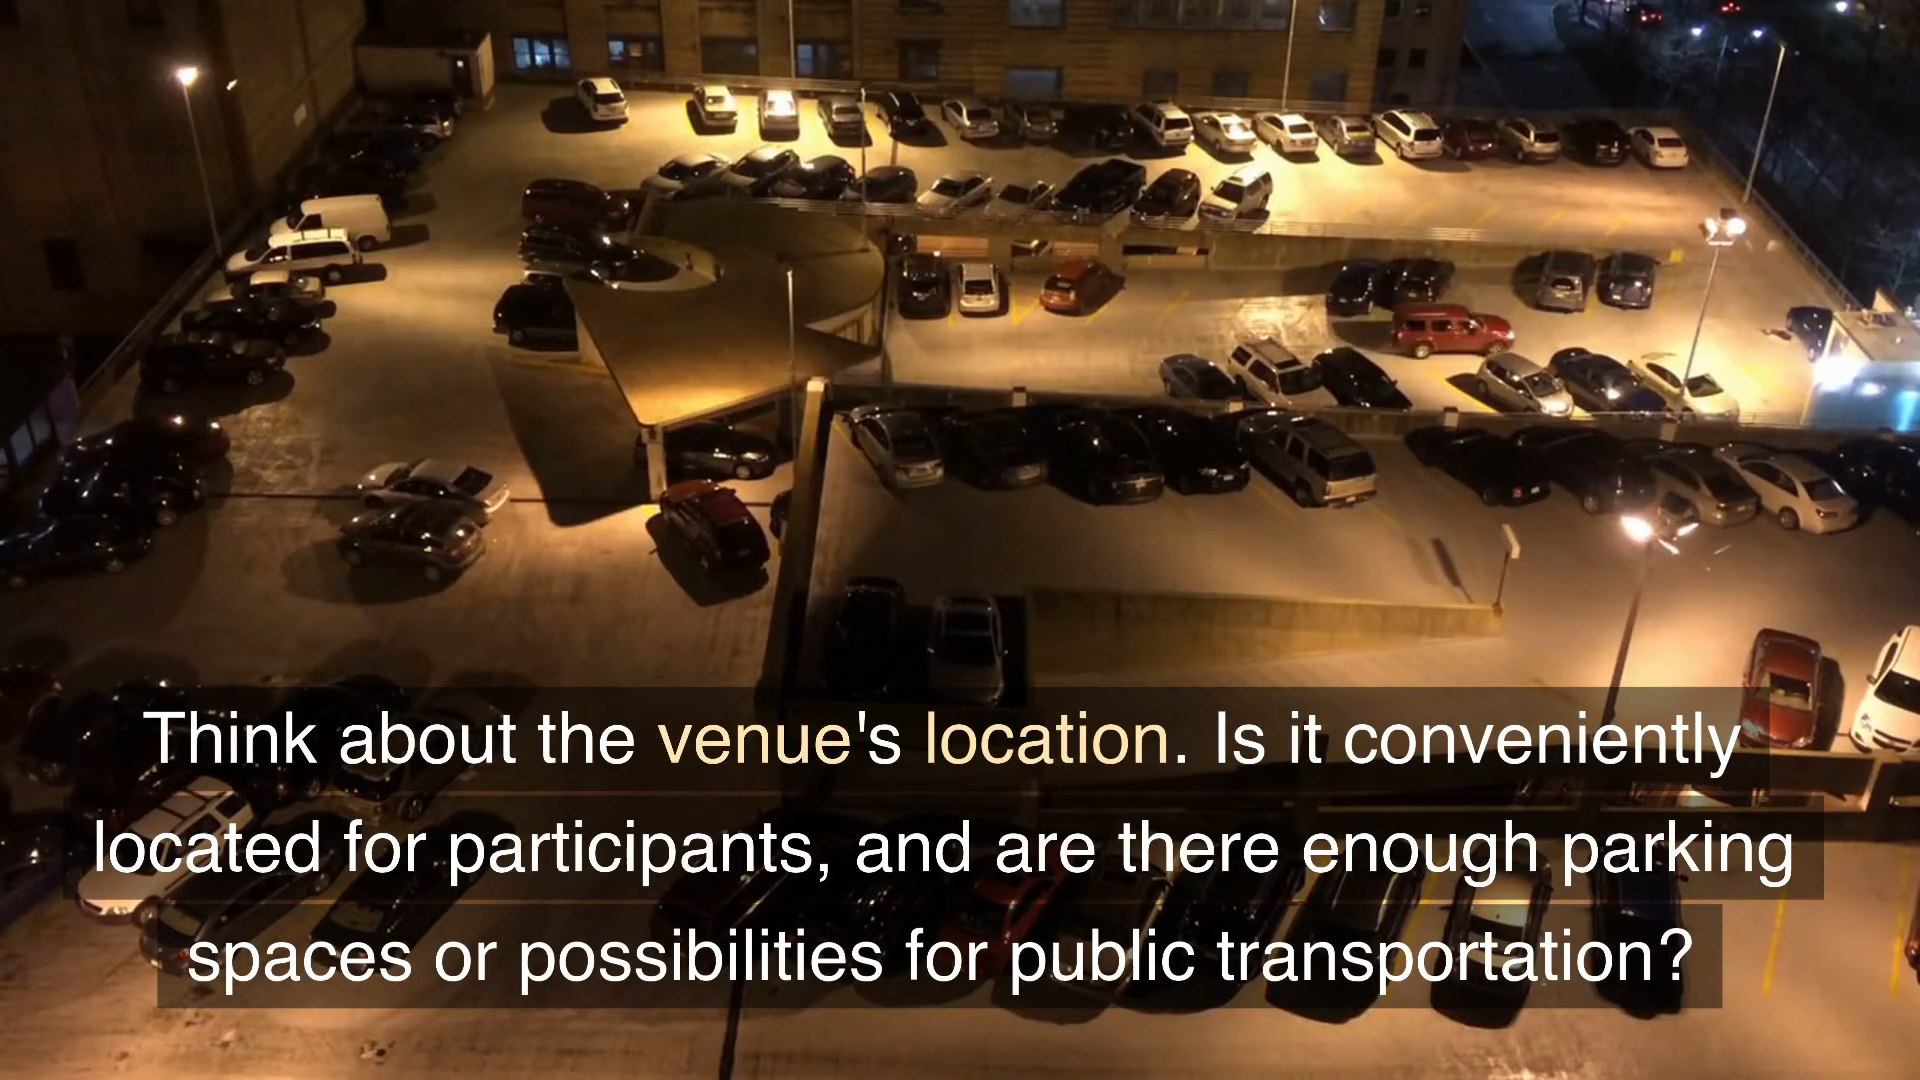 Think about the venue's location. Is it conveniently
located for participants, and are there enough parking
spaces or possibilities for public transportation?